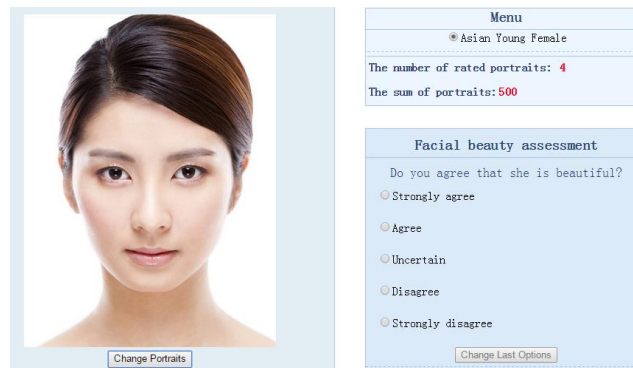 Menu
Asian Young Female
The number of rated portraits: 4
The sum of portraits:500
Facial beauty assessment
Do you agree that she is beautiful?
Strongly agree
Agree
Uncertain
Disagree
Strongly disagree
Change Last Options
Change Portraits